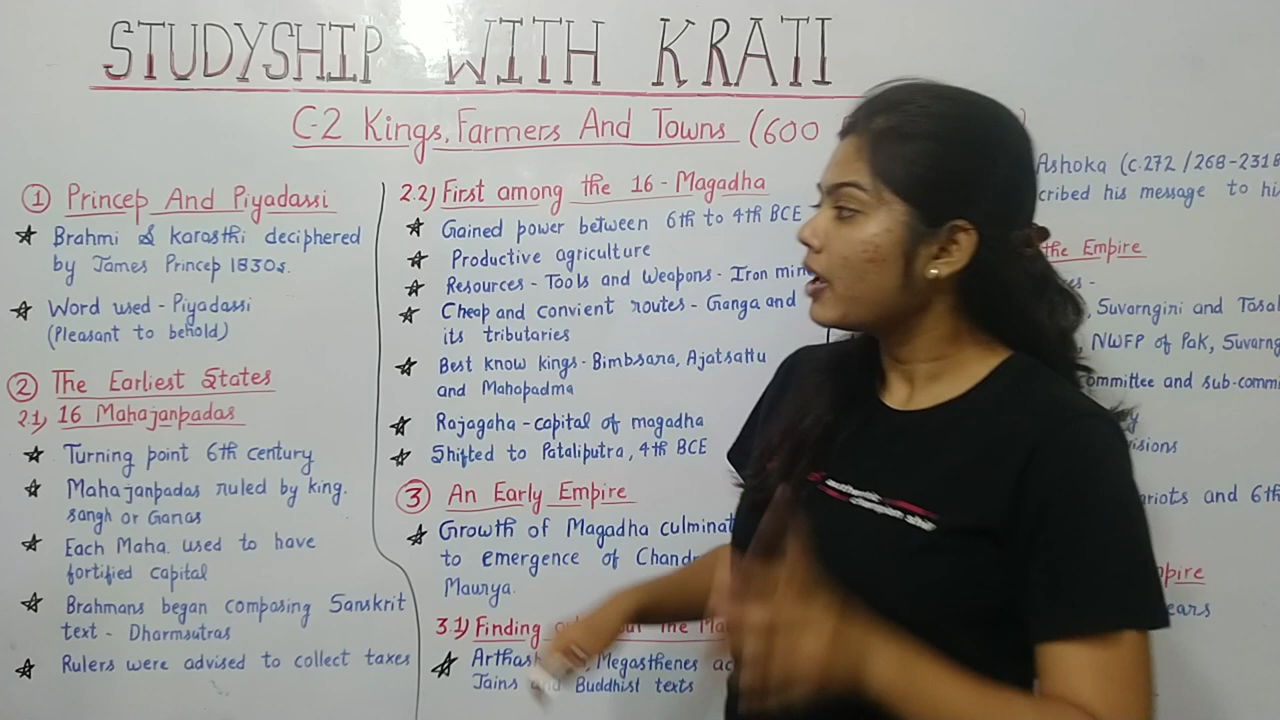 STUDYSHIP WITH KRATI
C-2 Kings, Farmers And Towns (600
① Princep And Piyadassi
☆ Brahmi & Karosthi deciphered
by James Princep 1830s.
☆ Word used - Piyadassi
(Pleasant to behold)
② The Earliest States
2.1) 16 Mahajanpadas
☆ Turning point 6th century
☆ Mahajanpadas ruled by king.
sangh or Ganas
☆ Each Maha. used to have
fortified capital
☆ Brahmans began composing Sanskrit
text - Dharmsutras
☆ Rulers were advised to collect taxes
2.2) First among the 16 - Magadha
☆ Gained power between 6th to 4th BCE
☆ Productive agriculture
☆ Resources - Tools and Weapons - Iron min
☆ Cheap and convient routes - Ganga and
its tributaries
☆ Best know kings - Bimbsara, Ajatsattu
and Mahapadma
☆ Rajagaha - capital of magadha
☆ Shifted to Pataliputra, 4th BCE
③ An Early Empire
☆ Growth of Magadha culminat
to emergence of Chand
Maurya.
3.1) Finding the Ma
☆ Arthash Megasthenes ac
Jains and Buddhist texts
Ashoka (c.272/268-231B
cribed his message to hi
the Empire
, Suvarngini and Tosal
, NWFP of Pak, Suvarng
ommittee and sub-commi
visions
ariots and 6th
pire
ears